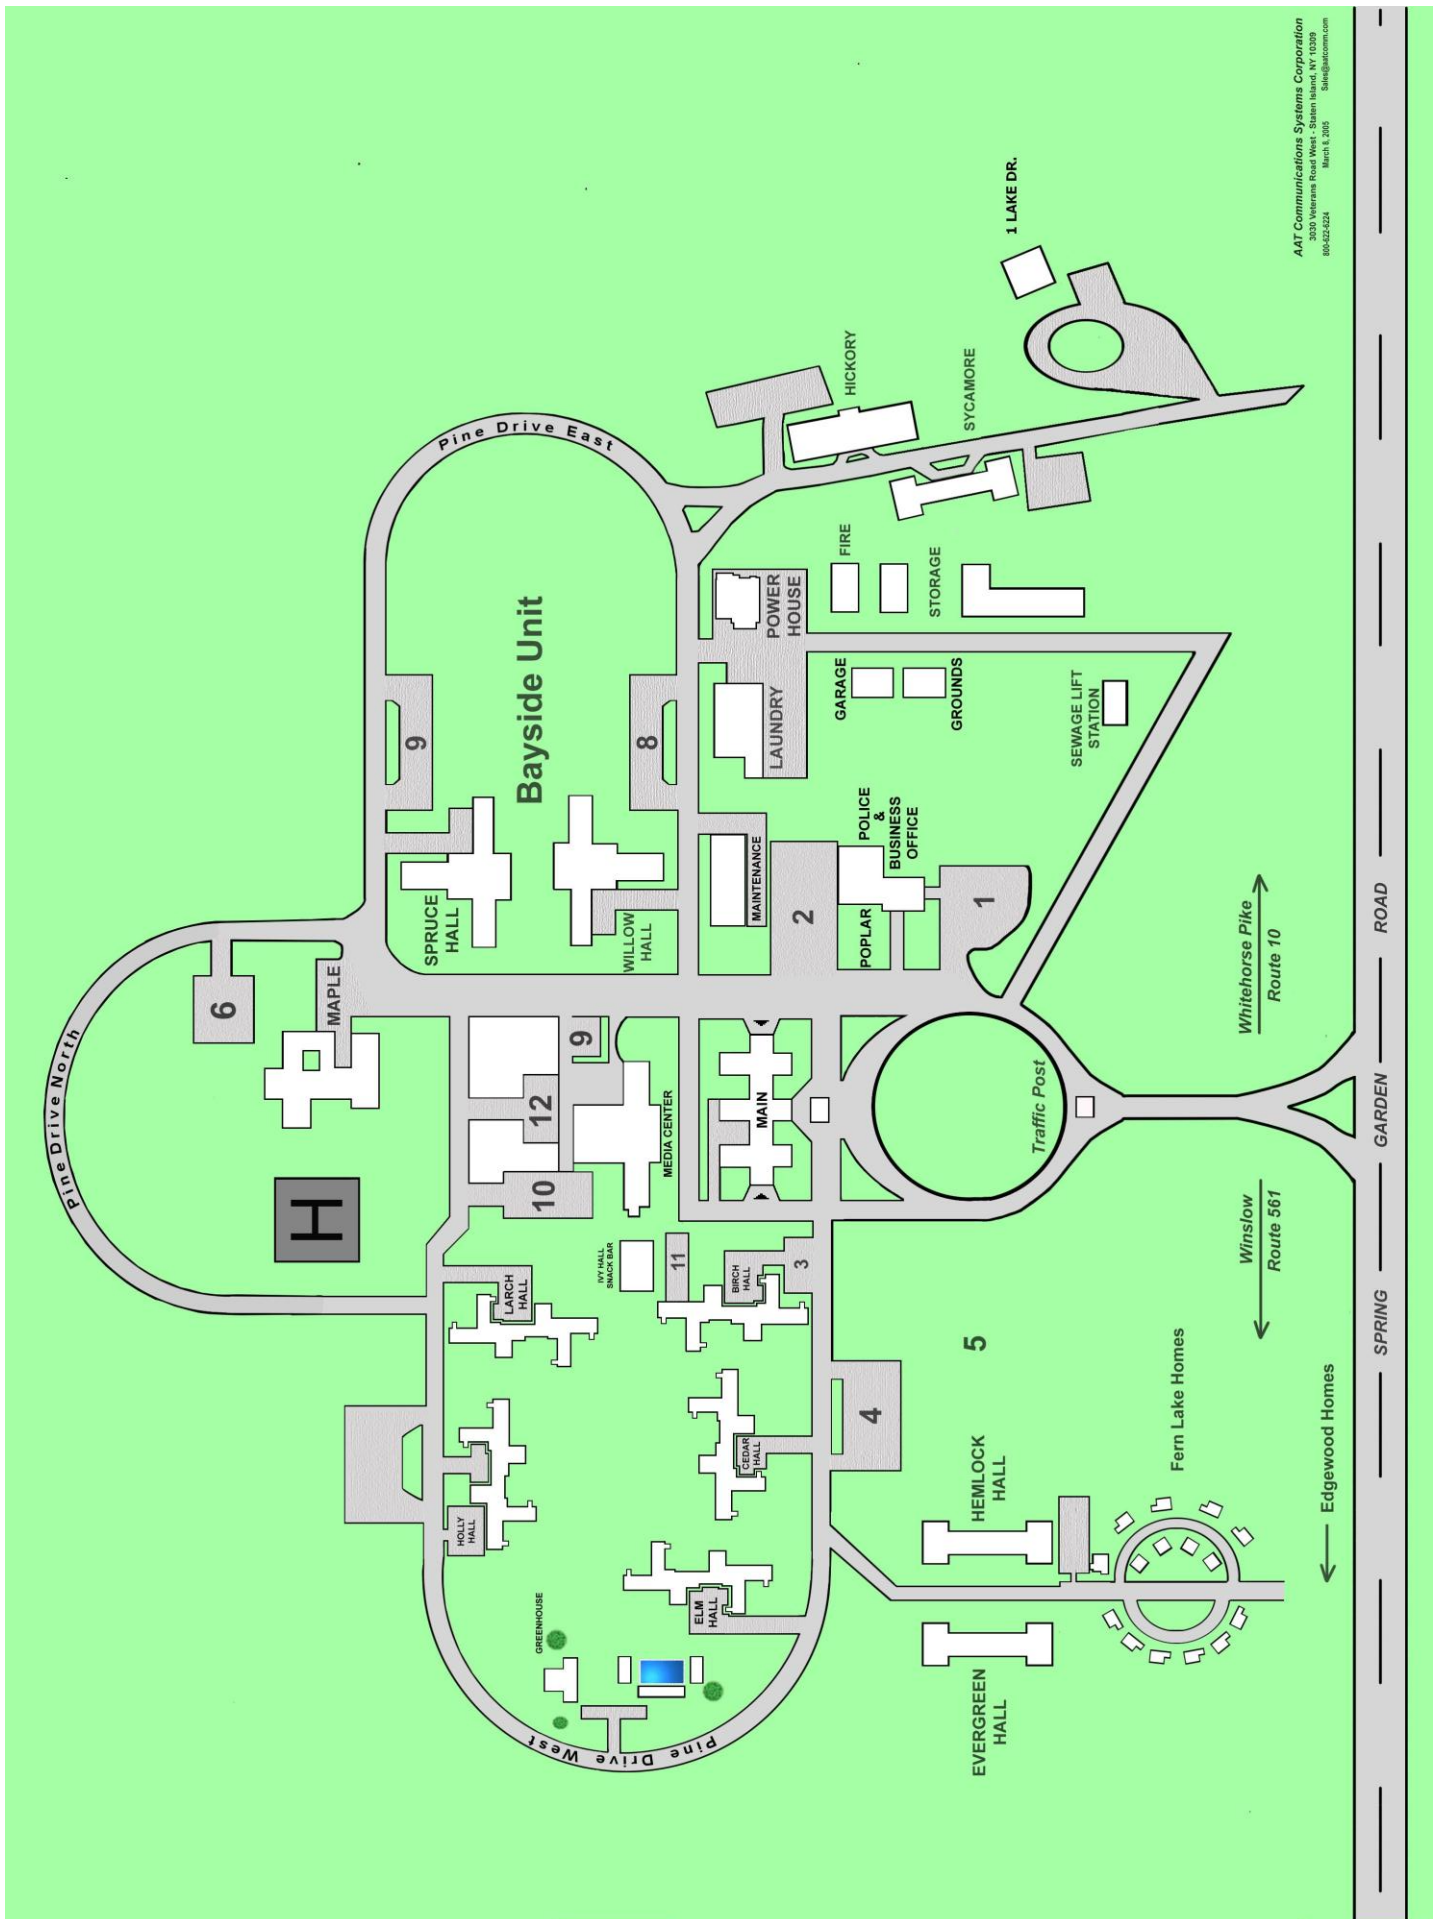 Pine Drive North
6
H
MAPLE
9
SPRUCE
HALL
HOLLY
HALL
LARCH
HALL
Pine Drive East
Bayside Unit
12
10
9
GREENHOUSE
IVY HALL
SNACK BAR
WILLOW
HALL
8
MEDIA CENTER
11
Pine Drive West
ELM
HALL
CEDAR
HALL
BIRCH
HALL
3
MAIN
MAINTENANCE
2
LAUNDRY
POWER
HOUSE
4
POPLAR
POLICE
&
BUSINESS
OFFICE
GARAGE
FIRE
HICKORY
GROUNDS
STORAGE
SYCAMORE
1
5
EVERGREEN
HALL
HEMLOCK
HALL
1 LAKE DR.
Traffic Post
SEWAGE LIFT
STATION
Fern Lake Homes
Winslow
Route 561
Whitehorse Pike
Route 10
Edgewood Homes
AAT Communications Systems Corporation
3030 Veterans Road West - Staten Island, NY 10309
800-622-6224 March 8, 2005 Sales@aatcomm.com
SPRING GARDEN ROAD